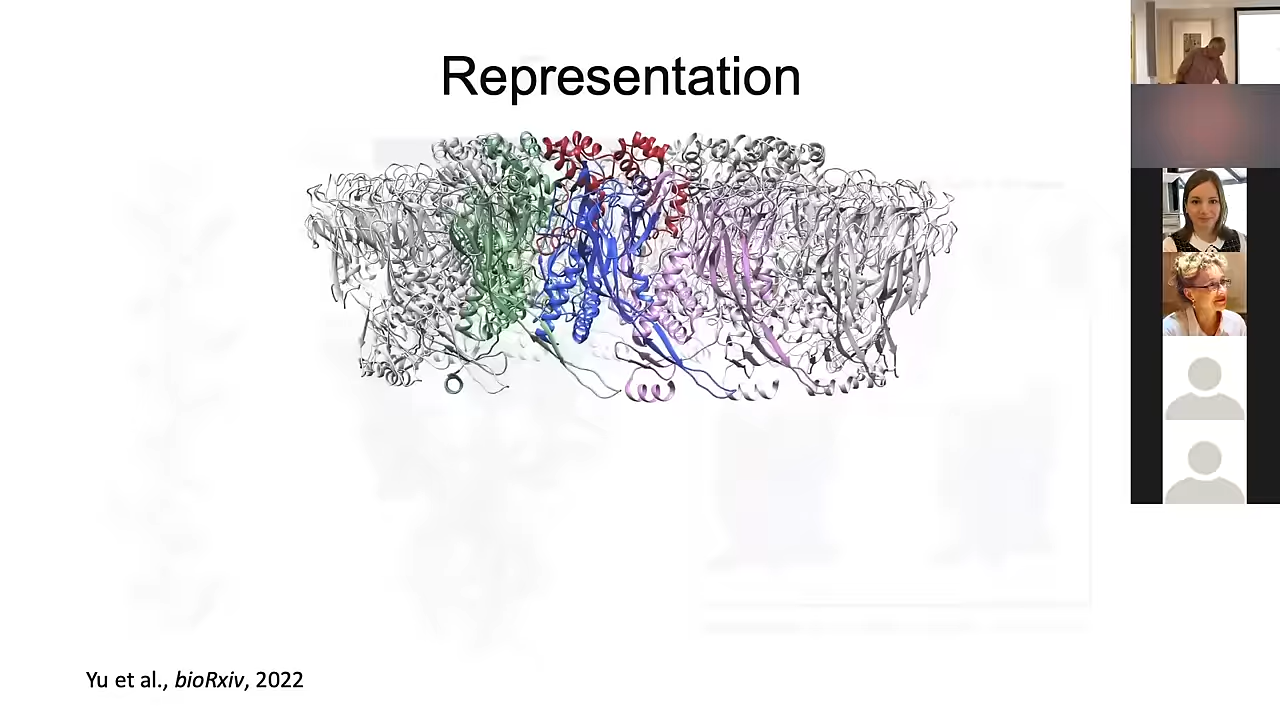 Representation
Yu et al., bioRxiv, 2022